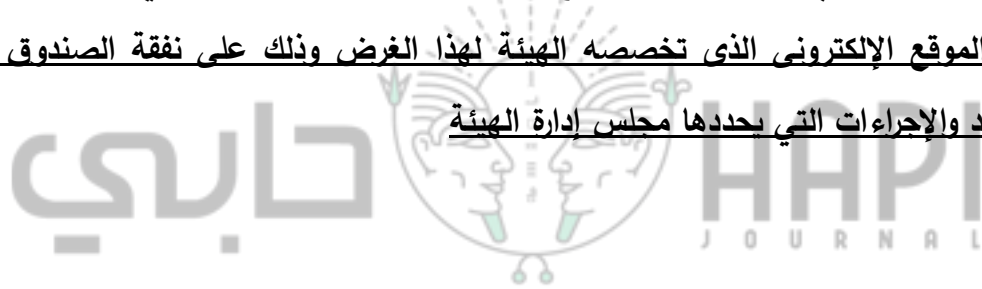 الموقع الإلكترونى الذى تخصصه الهيئة لهذا الغرض وذلك على نفقة الصندوق
د والإجراءات التي يحددها مجلس إدارة الهيئة
حابي
HAPI
JOURNAL